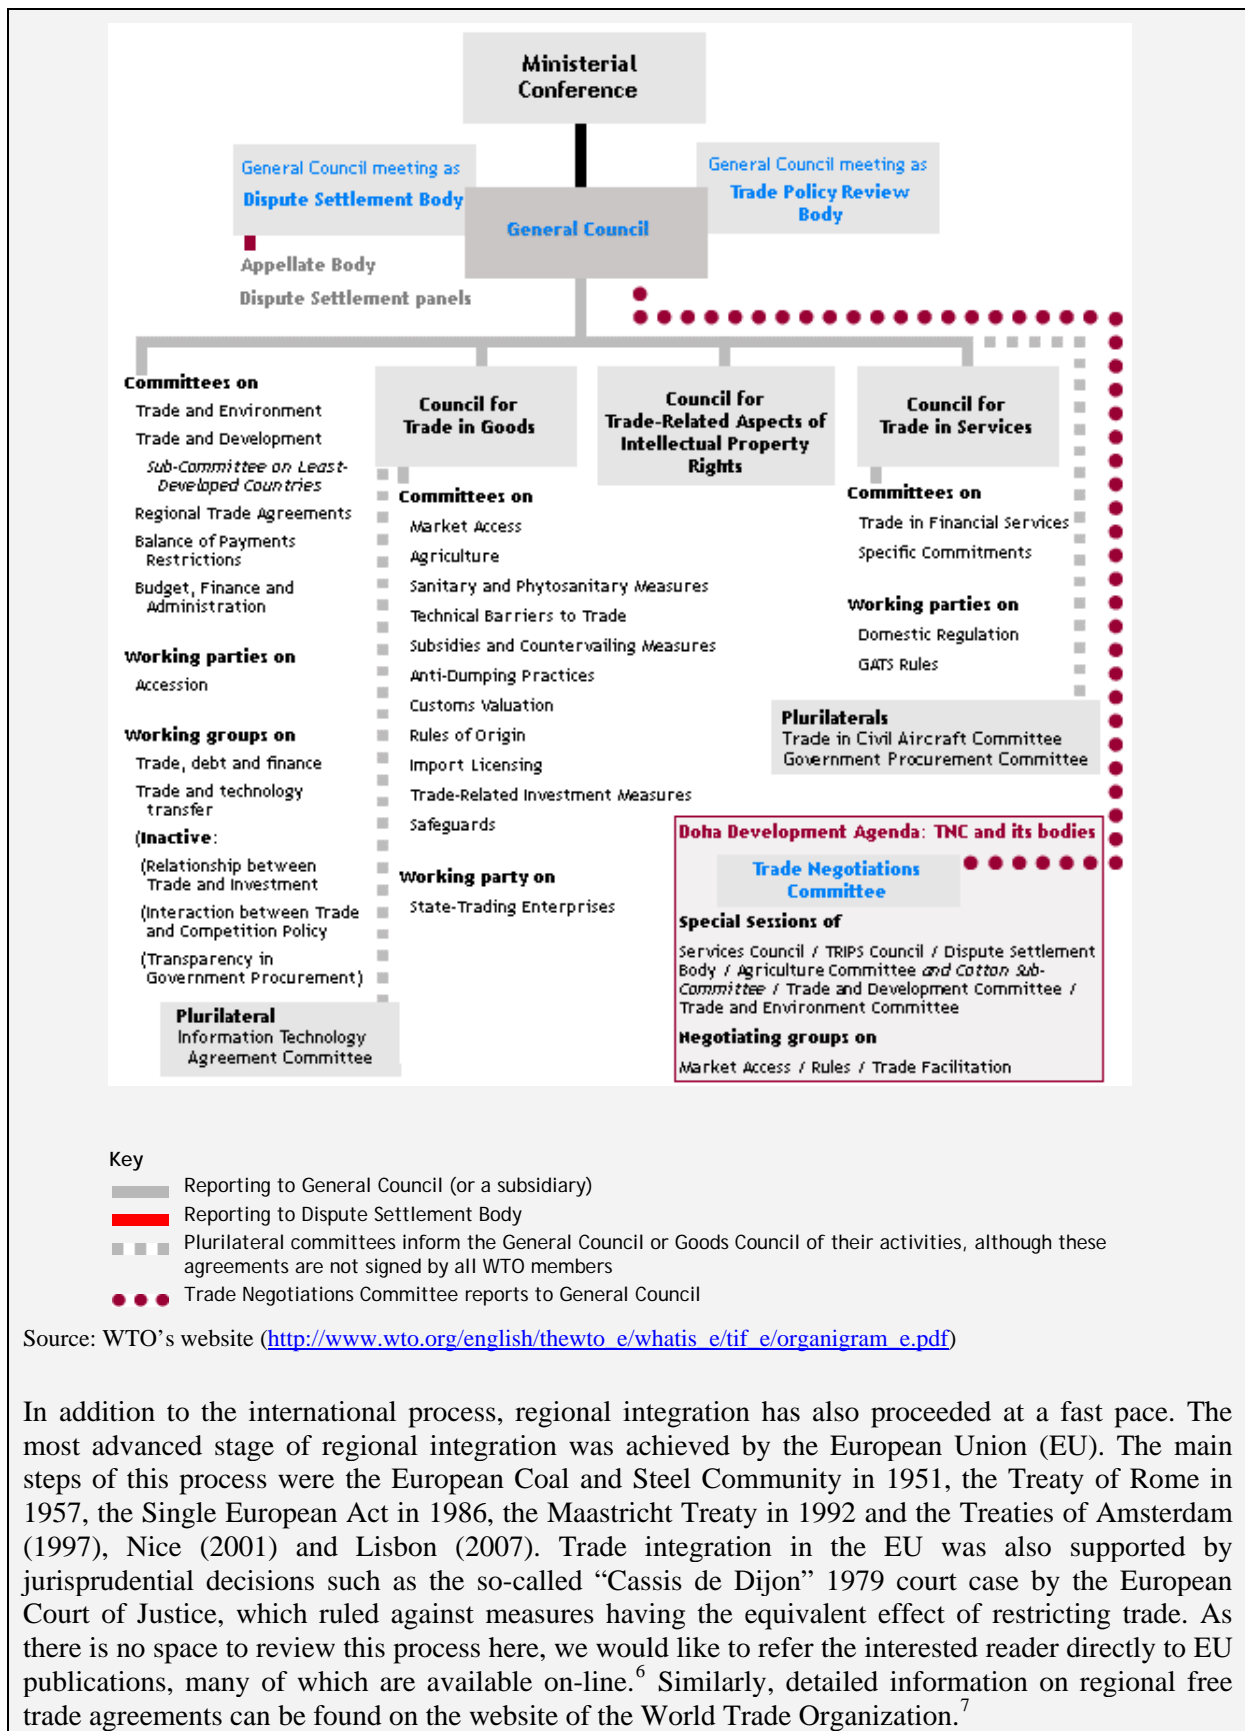 Ministerial
Conference
General Council meeting as
Dispute Settlement Body
General Council meeting as
Trade Policy Review
Body
General Council
Appellate Body
Dispute Settlement panels
Committees on
Trade and Environment
Trade and Development
Sub-Committee on Least-
Developed Countries
Regional Trade Agreements
Balance of Payments
Restrictions
Budget, Finance and
Administration
Working parties on
Accession
Working groups on
Trade, debt and finance
Trade and technology
transfer
(Inactive:
(Relationship between
Trade and Investment
(Interaction between Trade
and Competition Policy
(Transparency in
Government Procurement)
Plurilateral
Information Technology
Agreement Committee
Council for
Trade in Goods
Committees on
Market Access
Agriculture
Sanitary and Phytosanitary Measures
Technical Barriers to Trade
Subsidies and Countervailing Measures
Anti-Dumping Practices
Customs Valuation
Rules of Origin
Import Licensing
Trade-Related Investment Measures
Safeguards
Working party on
State-Trading Enterprises
Council for
Trade-Related Aspects of
Intellectual Property
Rights
Council for
Trade in Services
Committees on
Trade in Financial Services
Specific Commitments
Working parties on
Domestic Regulation
GATS Rules
Plurilaterals
Trade in Civil Aircraft Committee
Government Procurement Committee
Doha Development Agenda: TNC and its bodies
Trade Negotiations
Committee
Special Sessions of
Services Council / TRIPS Council / Dispute Settlement
Body / Agriculture Committee and Cotton Sub-
Committee / Trade and Development Committee /
Trade and Environment Committee
Negotiating groups on
Market Access / Rules / Trade Facilitation
Key
Reporting to General Council (or a subsidiary)
Reporting to Dispute Settlement Body
Plurilateral committees inform the General Council or Goods Council of their activities, although these
agreements are not signed by all WTO members
Trade Negotiations Committee reports to General Council
Source: WTO’s website (http://www.wto.org/english/thewto_e/whatis_e/tif_e/organigram_e.pdf)
In addition to the international process, regional integration has also proceeded at a fast pace. The
most advanced stage of regional integration was achieved by the European Union (EU). The main
steps of this process were the European Coal and Steel Community in 1951, the Treaty of Rome in
1957, the Single European Act in 1986, the Maastricht Treaty in 1992 and the Treaties of Amsterdam
(1997), Nice (2001) and Lisbon (2007). Trade integration in the EU was also supported by
jurisprudential decisions such as the so-called “Cassis de Dijon” 1979 court case by the European
Court of Justice, which ruled against measures having the equivalent effect of restricting trade. As
there is no space to review this process here, we would like to refer the interested reader directly to EU
publications, many of which are available on-line.6 Similarly, detailed information on regional free
trade agreements can be found on the website of the World Trade Organization.7